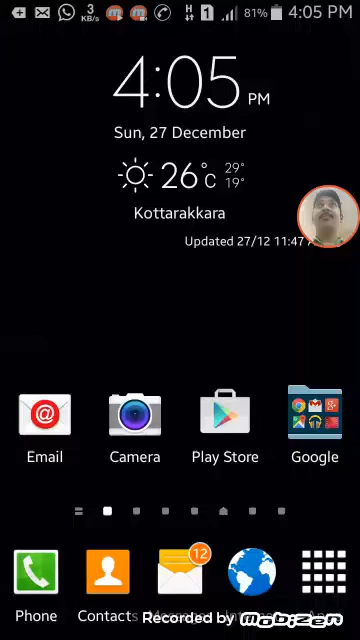 3 KB/s H 1 81% 4:05 PM
4:05 PM
Sun, 27 December
26°C 29° 19°
Kottarakkara
Updated 27/12 11:47
Email Camera Play Store Google
12
Phone Contacts
Recorded by mobizen